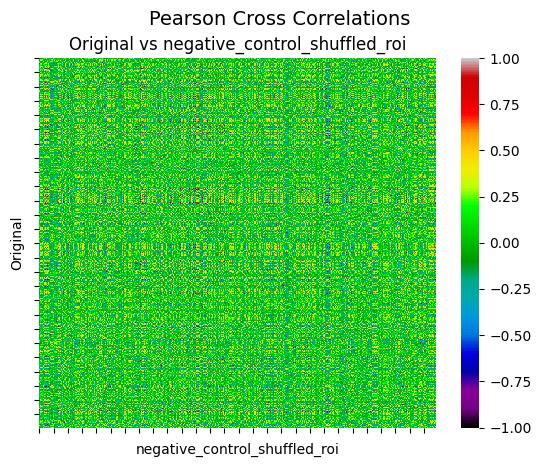 Pearson Cross Correlations
Original vs negative_control_shuffled_roi
Original
negative_control_shuffled_roi
1.00
0.75
0.50
0.25
0.00
−0.25
−0.50
−0.75
−1.00